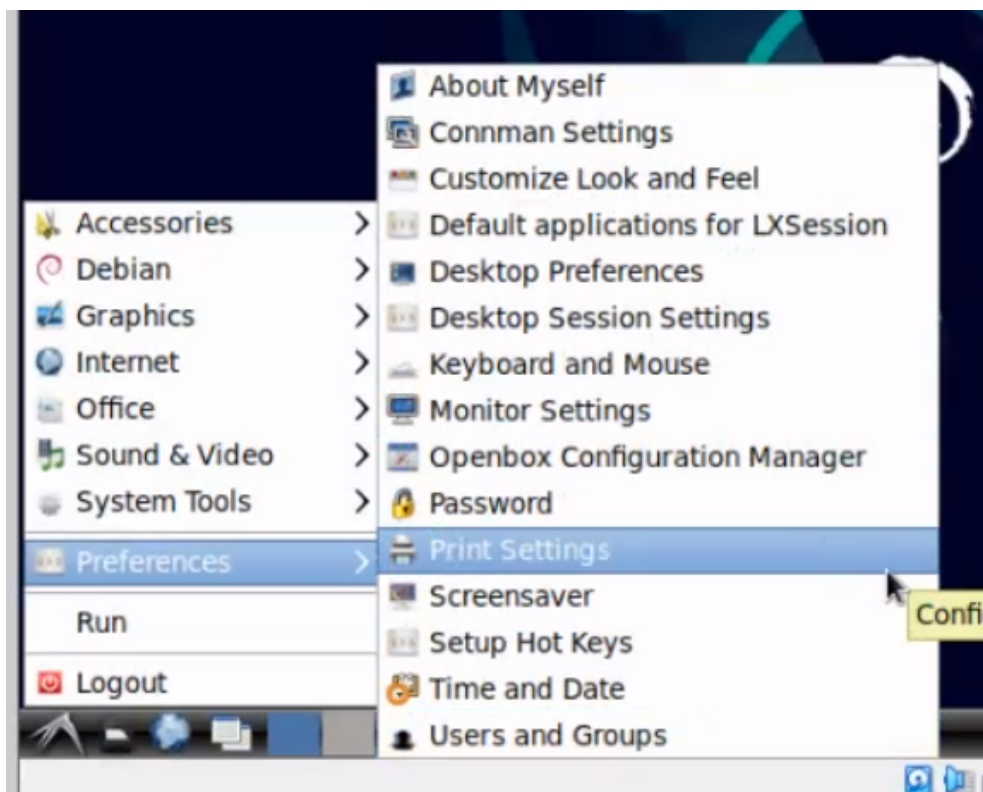 About Myself
Connman Settings
Customize Look and Feel
Default applications for LXSession
Desktop Preferences
Desktop Session Settings
Keyboard and Mouse
Monitor Settings
Openbox Configuration Manager
Password
Print Settings
Screensaver
Setup Hot Keys
Time and Date
Users and Groups
Accessories
Debian
Graphics
Internet
Office
Sound & Video
System Tools
Preferences
Run
Logout
Confi